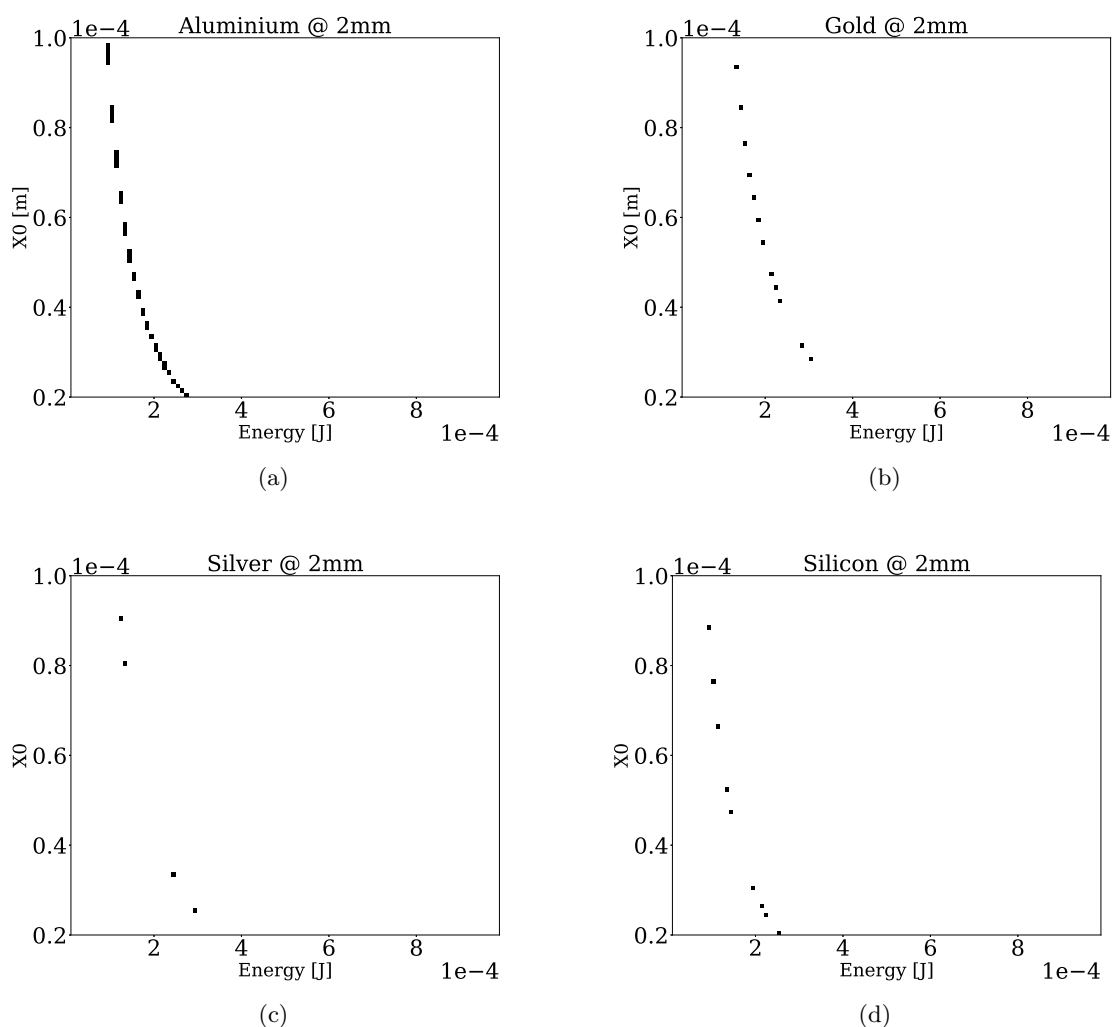 1e−4 Aluminium @ 2mm
1.0
0.8
0.6
0.4
0.2
X0 [m]
2 4 6 8
Energy [J] 1e−4
(a)
1e−4 Gold @ 2mm
1.0
0.8
0.6
0.4
0.2
X0 [m]
2 4 6 8
Energy [J] 1e−4
(b)
1e−4 Silver @ 2mm
1.0
0.8
0.6
0.4
0.2
X0
2 4 6 8
Energy [J] 1e−4
(c)
1e−4 Silicon @ 2mm
1.0
0.8
0.6
0.4
0.2
X0
2 4 6 8
Energy [J] 1e−4
(d)